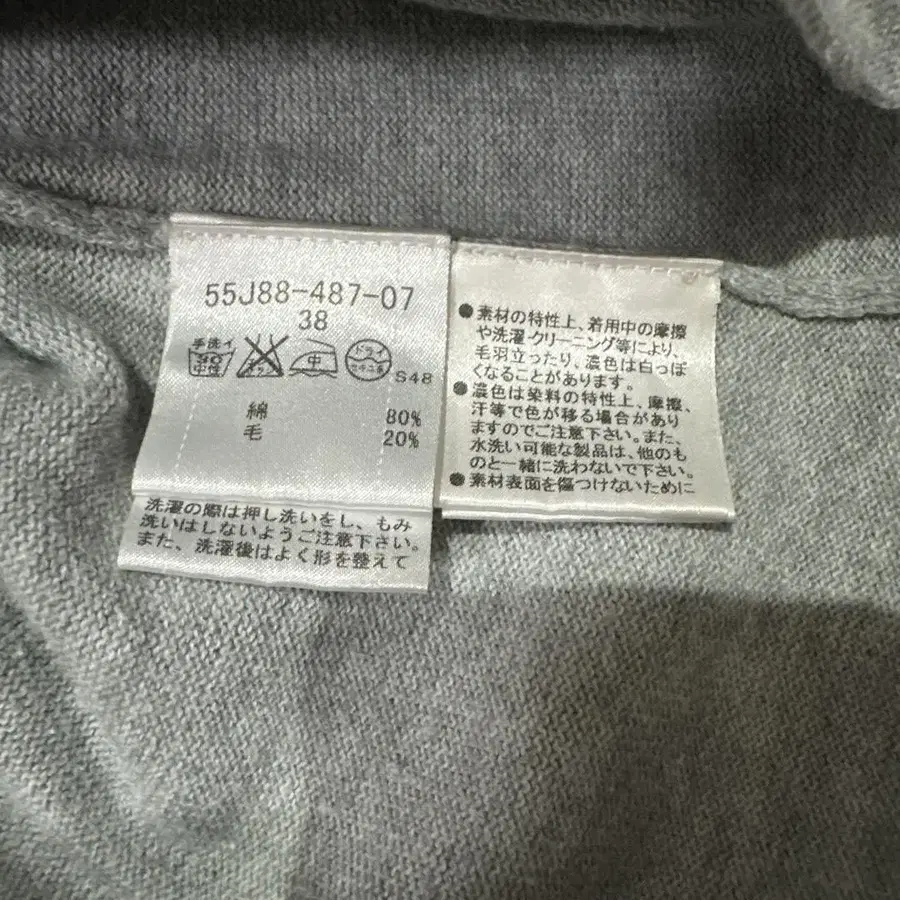 55J88-487-07
38
手洗イ
30
中性
中
ドライ
セキユ系
S48
綿 80%
毛 20%
洗濯の際は押し洗いをし、もみ
洗いはしないようご注意下さい。
また、洗濯後はよく形を整えて
●素材の特性上、着用中の摩擦
や洗濯・クリーニング等により、
毛羽立ったり、濃色は白っぽ
くなることがあります。
●濃色は染料の特性上、摩擦、
汗等で色が移る場合があり
ますのでご注意下さい。また、
水洗い可能な製品は、他のも
のと一緒に洗わないで下さい。
●素材表面を傷つけないために